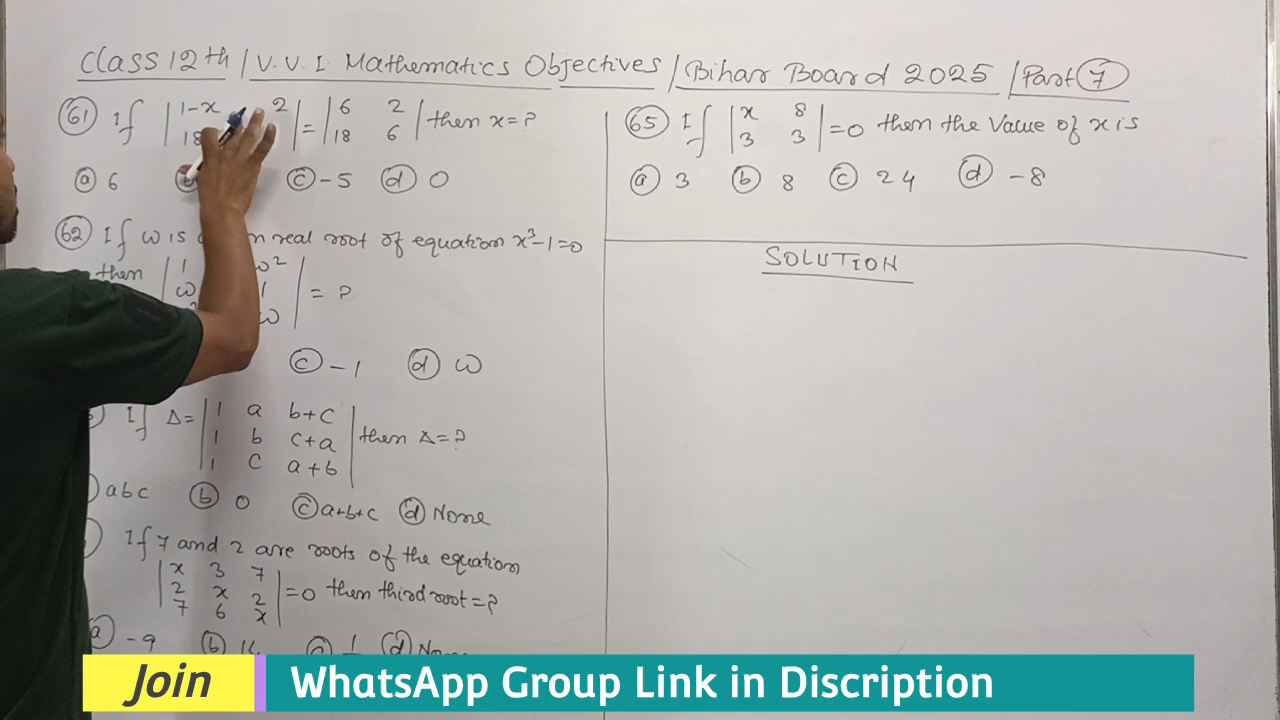 Class 12th / V.V.I. Mathematics Objectives / Bihar Board 2025 / Part 7
61 If | 1-x 2 | = | 6 2 | then x=?
18 | 18 6 |
a 6 c -5 d 0
62 If ω is real root of equation x³-1=0
then | 1 ω² |
ω 1 | = ?
ω
c -1 d ω
If Δ= | 1 a b+c |
1 b c+a | then Δ=?
1 c a+b
abc b 0 c a+b+c d None
If 7 and 2 are roots of the equation
| x 3 7 |
2 x 2 | =0 then third root=?
7 6 x
a -9 b
65 If | x 8 | =0 then the Value of x is
3 3
a 3 b 8 c 24 d -8
SOLUTION
Join WhatsApp Group Link in Discription